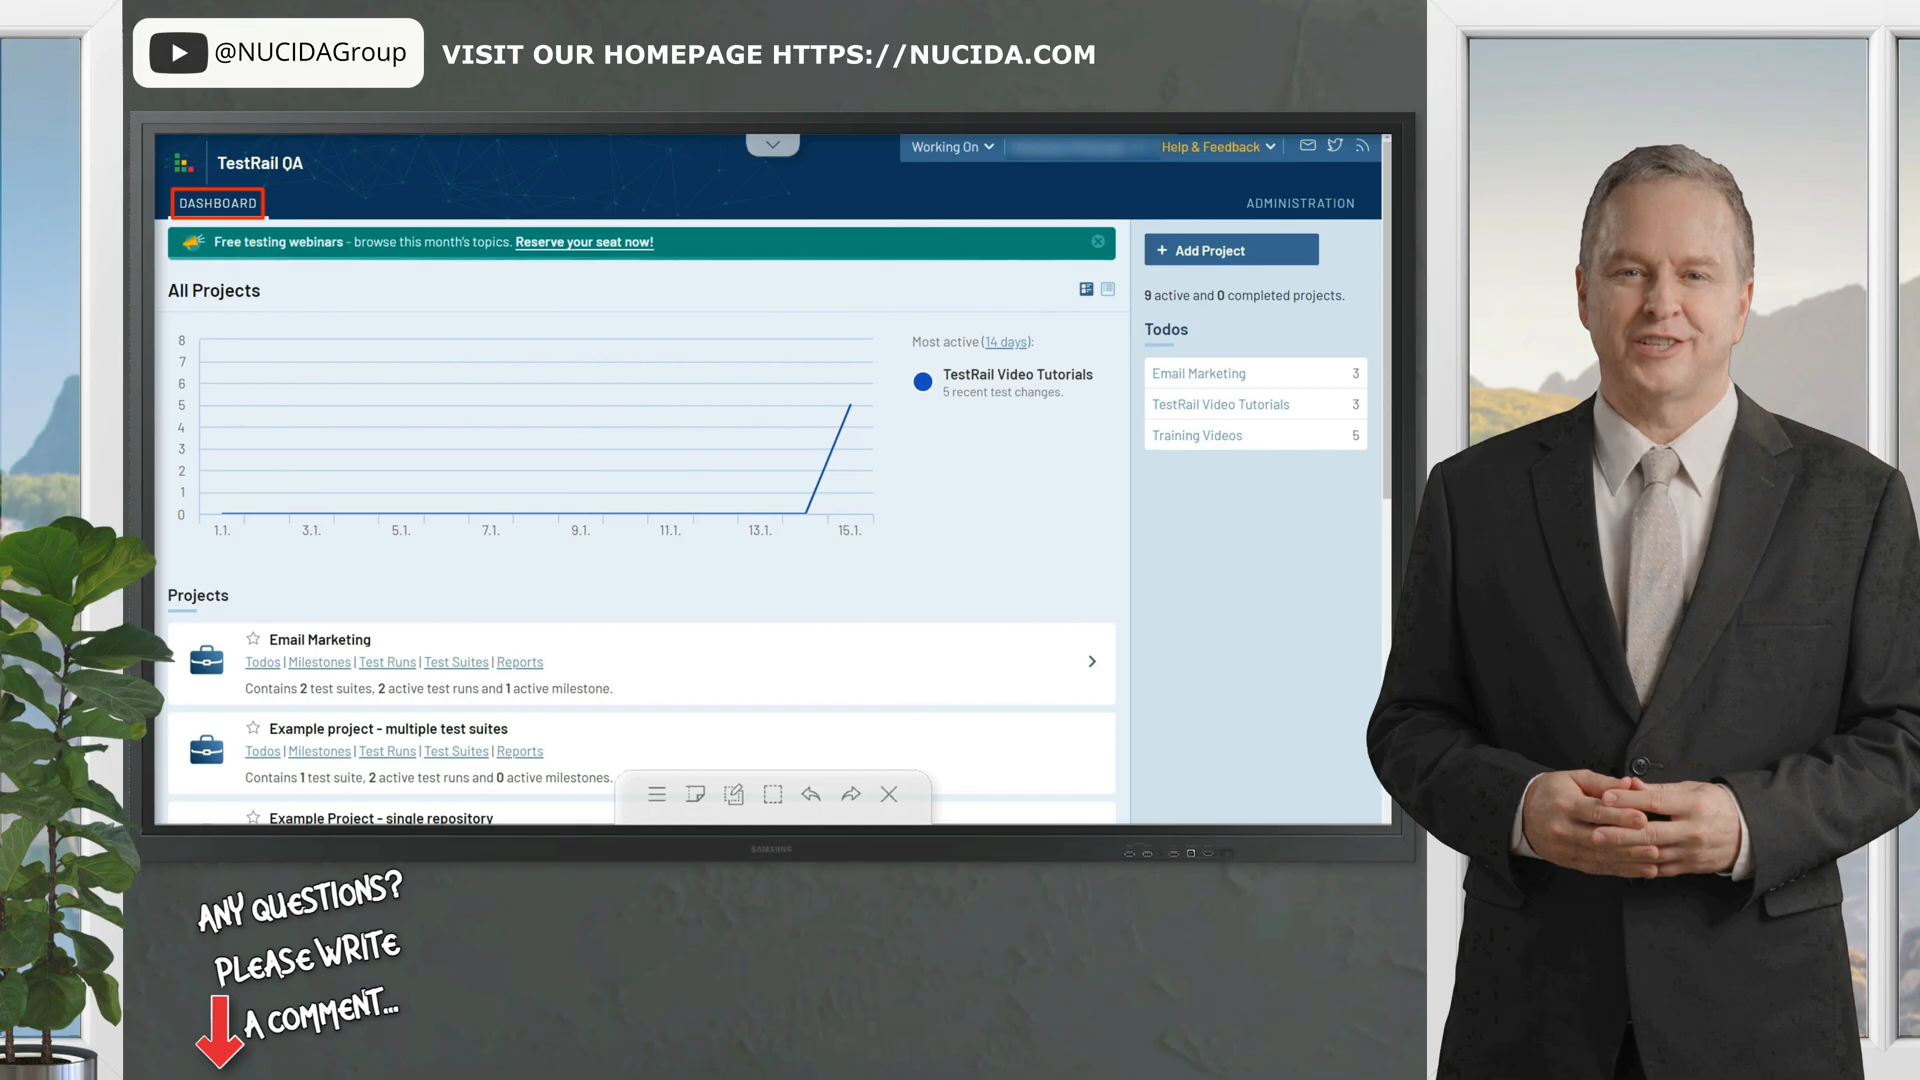 @NUCIDAGroup
VISIT OUR HOMEPAGE HTTPS://NUCIDA.COM
TestRail QA
Working On
Help & Feedback
DASHBOARD
ADMINISTRATION
Free testing webinars - browse this month's topics. Reserve your seat now!
+ Add Project
All Projects
9 active and 0 completed projects.
Todos
Email Marketing 3
TestRail Video Tutorials 3
Training Videos 5
8
7
6
5
4
3
2
1
0
1.1. 3.1. 5.1. 7.1. 9.1. 11.1. 13.1. 15.1.
Most active (14 days):
TestRail Video Tutorials
5 recent test changes.
Projects
Email Marketing
Todos | Milestones | Test Runs | Test Suites | Reports
Contains 2 test suites, 2 active test runs and 1 active milestone.
Example project - multiple test suites
Todos | Milestones | Test Runs | Test Suites | Reports
Contains 1 test suite, 2 active test runs and 0 active milestones.
Example Project - single repository
SAMSUNG
ANY QUESTIONS?
PLEASE WRITE
A COMMENT...